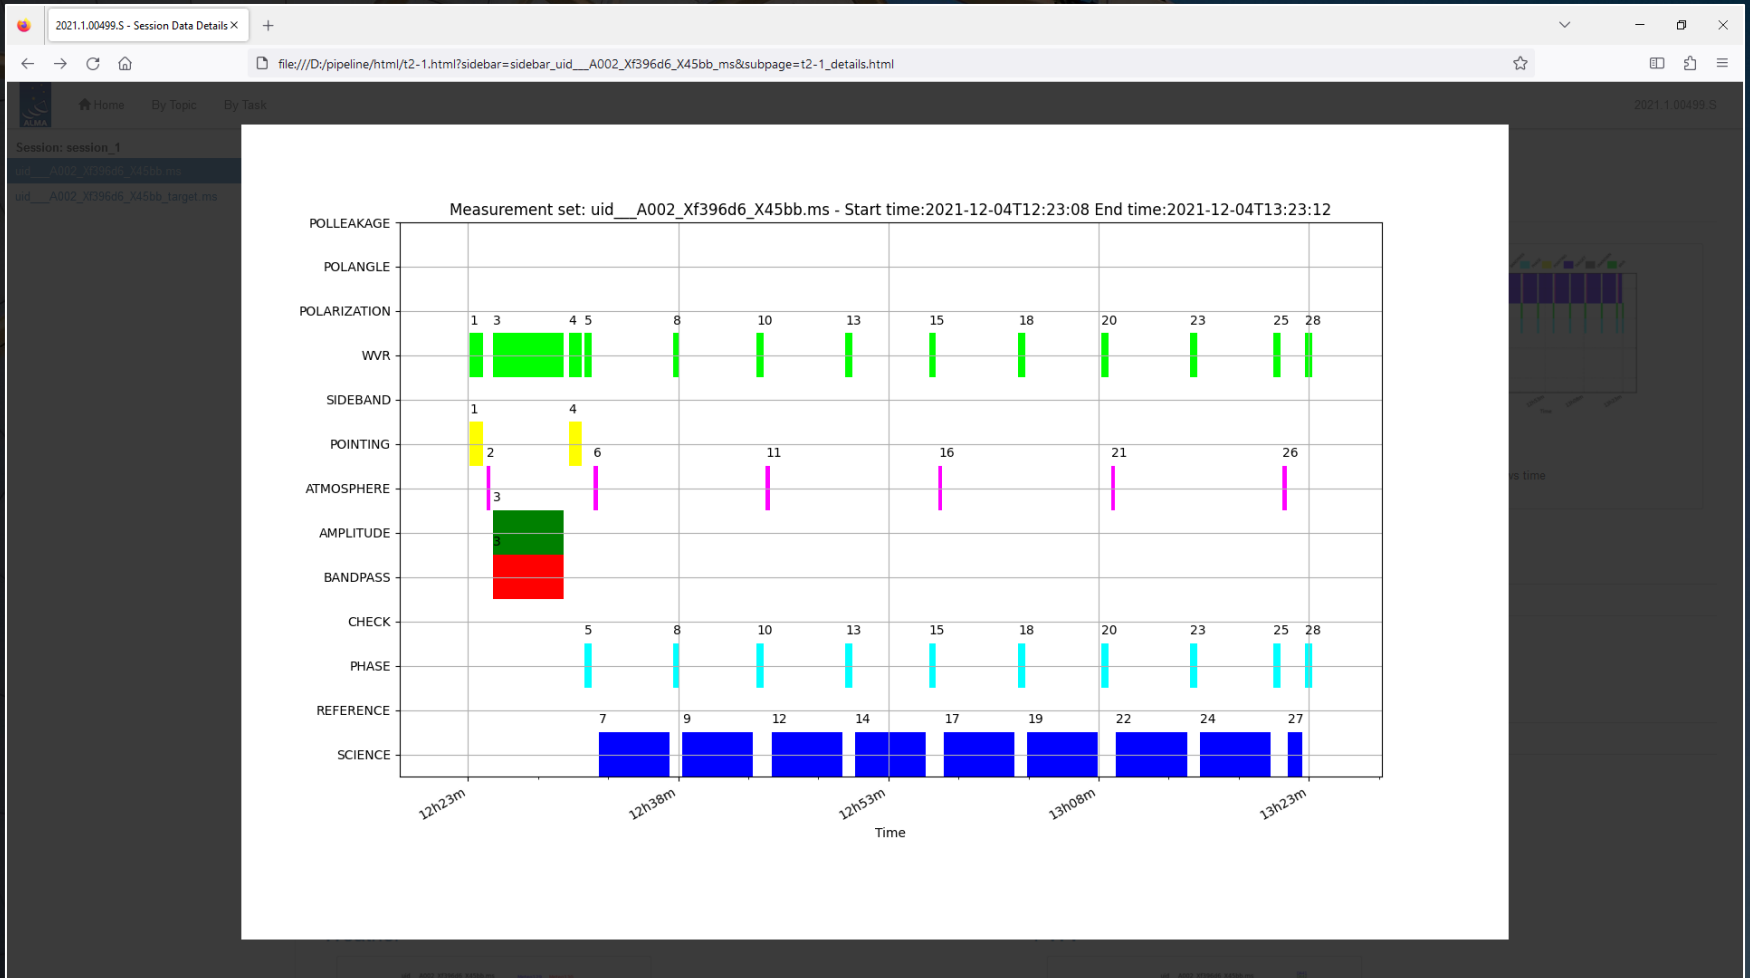 2021.1.00499.S - Session Data Details
file:///D:/pipeline/html/t2-1.html?sidebar=sidebar_uid___A002_Xf396d6_X45bb_ms&subpage=t2-1_details.html
ALMA Home By Topic By Task 2021.1.00499.S
Session: session_1
uid___A002_Xf396d6_X45bb.ms
uid___A002_Xf396d6_X45bb_target.ms
Measurement set: uid___A002_Xf396d6_X45bb.ms - Start time:2021-12-04T12:23:08 End time:2021-12-04T13:23:12
POLLEAKAGE
POLANGLE
POLARIZATION
1 3 4 5 8 10 13 15 18 20 23 25 28
WVR
SIDEBAND
1 4
POINTING
2 6 11 16 21 26
ATMOSPHERE
3
AMPLITUDE
3
BANDPASS
CHECK
5 8 10 13 15 18 20 23 25 28
PHASE
REFERENCE
7 9 12 14 17 19 22 24 27
SCIENCE
12h23m 12h38m 12h53m 13h08m 13h23m
Time
time